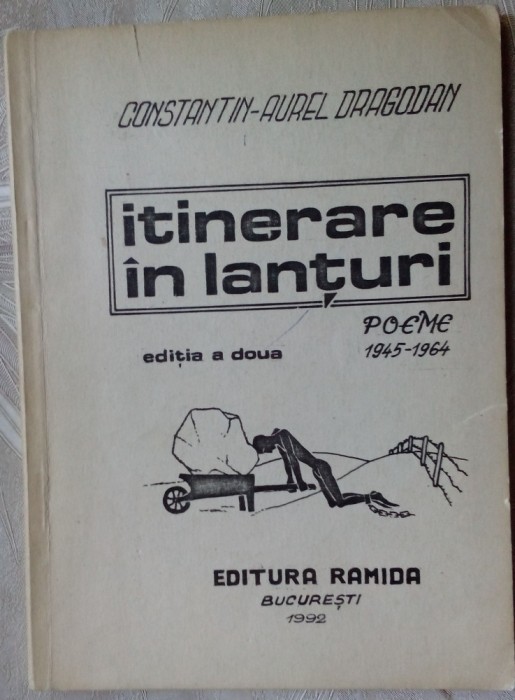 CONSTANTIN-AUREL DRAGODAN
itinerare
în lanțuri
POEME
ediția a doua
1945-1964
EDITURA RAMIDA
BUCUREȘTI
1992